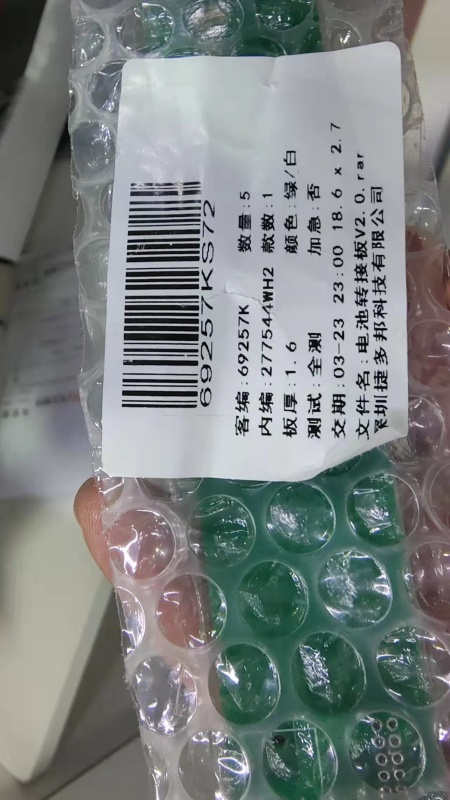 69257KS72
客编:69257K 数量:5
内编:277544WH2 款数:1
板厚:1.6 颜色:绿/白
测试:全测 加急:否
交期:03-23 23:00 18.6 x 2.7
文件名:电池转接板V2.0.rar
深圳捷多邦科技有限公司